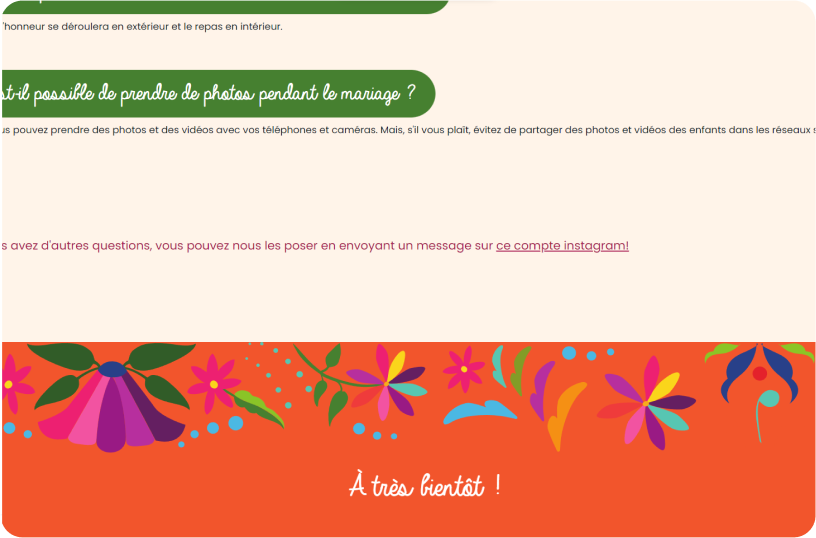 'honneur se déroulera en extérieur et le repas en intérieur.
st-il possible de prendre de photos pendant le mariage ?
us pouvez prendre des photos et des vidéos avec vos téléphones et caméras. Mais, s'il vous plaît, évitez de partager des photos et vidéos des enfants dans les réseaux s
s avez d'autres questions, vous pouvez nous les poser en envoyant un message sur ce compte instagram!
À très bientôt !